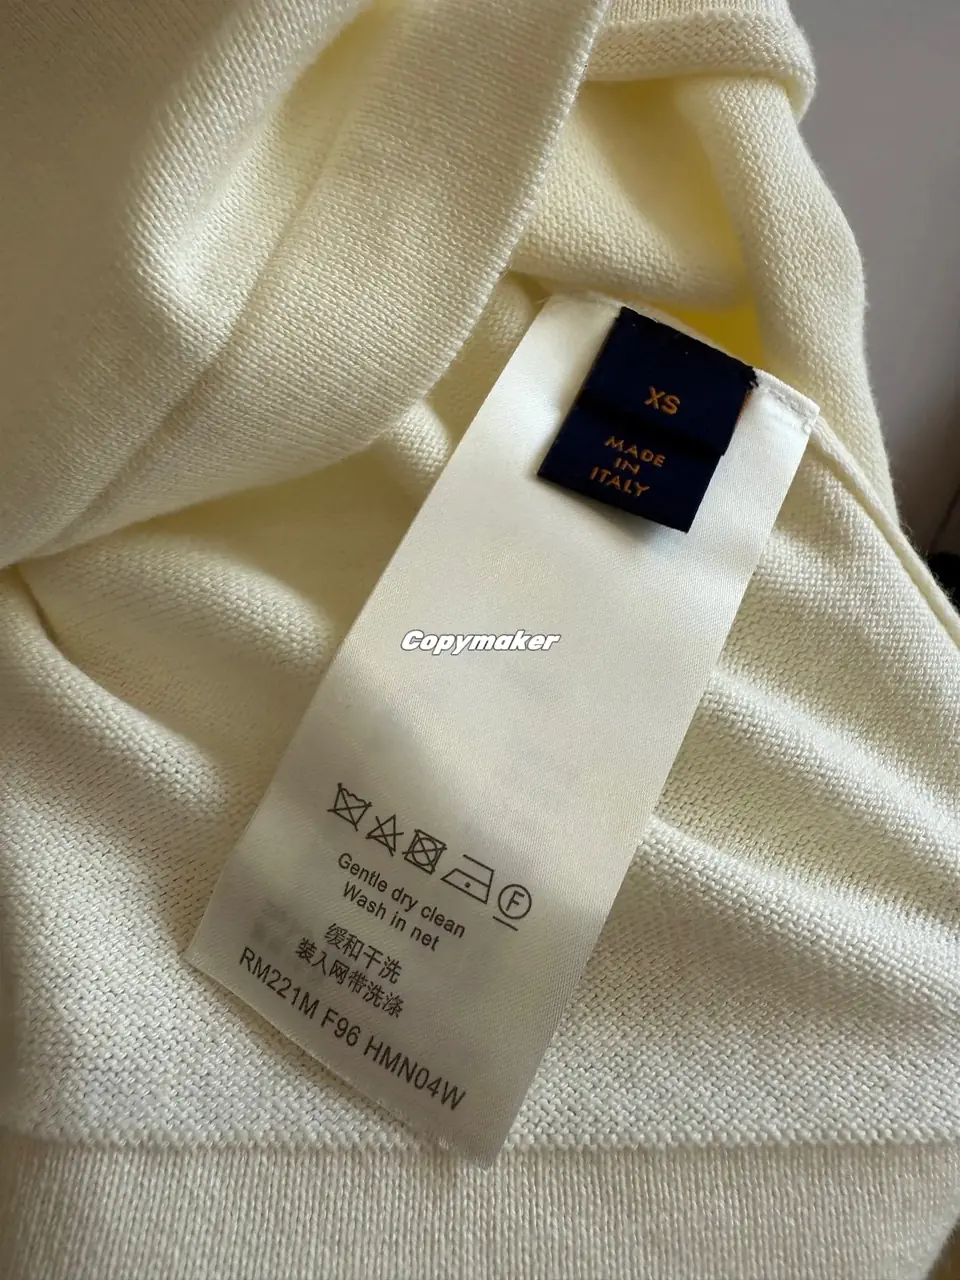 XS
MADE
IN
ITALY
Copymaker
Gentle dry clean
Wash in net
缓和干洗
装入网带洗涤
RM221M F96 HMN04W